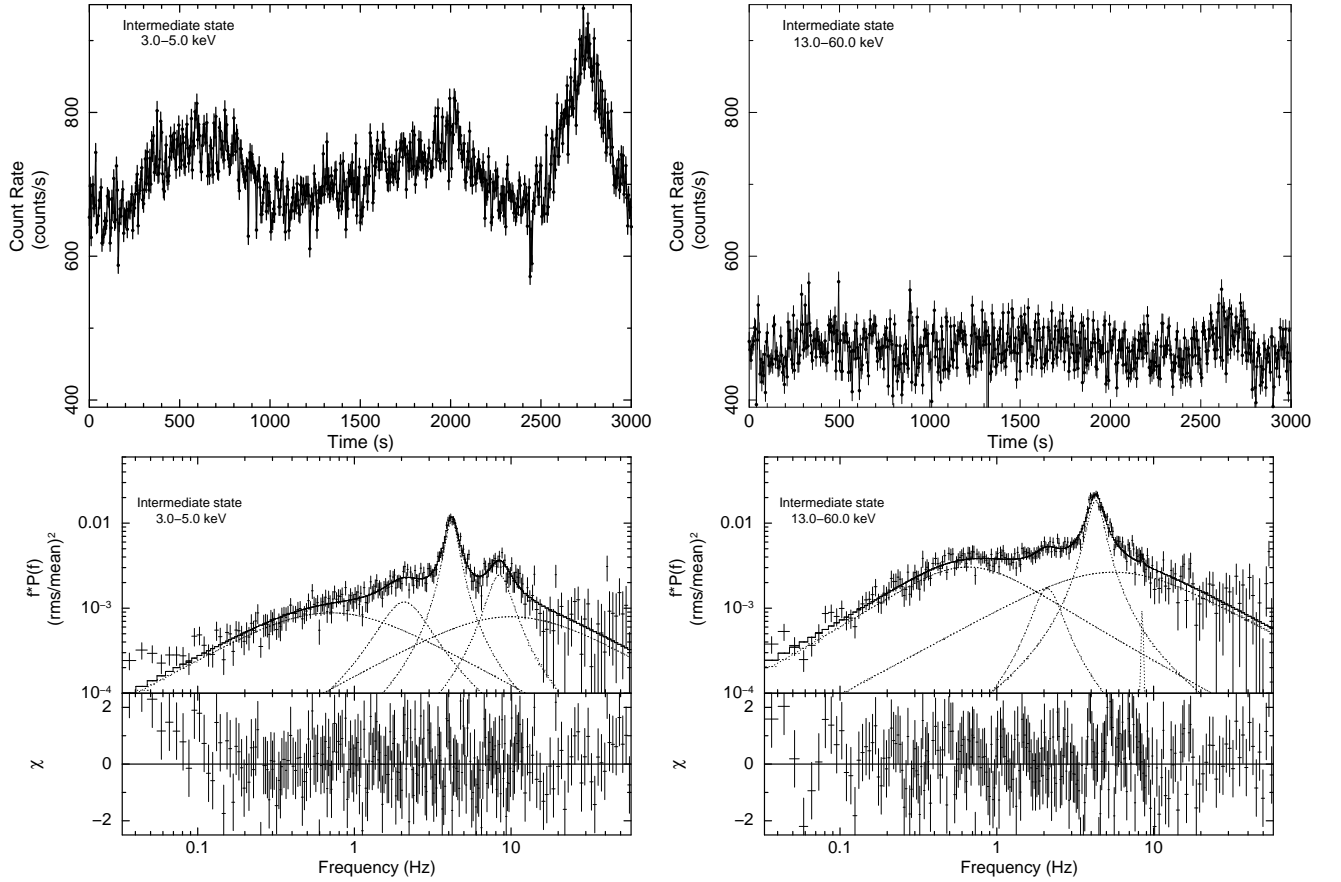 Intermediate state
3.0−5.0 keV
Count Rate
(counts/s)
400
600
800
0
500
1000
1500
2000
2500
3000
Time (s)
Intermediate state
13.0−60.0 keV
Count Rate
(counts/s)
400
600
800
0
500
1000
1500
2000
2500
3000
Time (s)
Intermediate state
3.0−5.0 keV
f*P(f)
(rms/mean)²
0.01
10⁻³
10⁻⁴
χ
2
0
−2
0.1
1
10
Frequency (Hz)
Intermediate state
13.0−60.0 keV
f*P(f)
(rms/mean)²
0.01
10⁻³
10⁻⁴
χ
2
0
−2
0.1
1
10
Frequency (Hz)